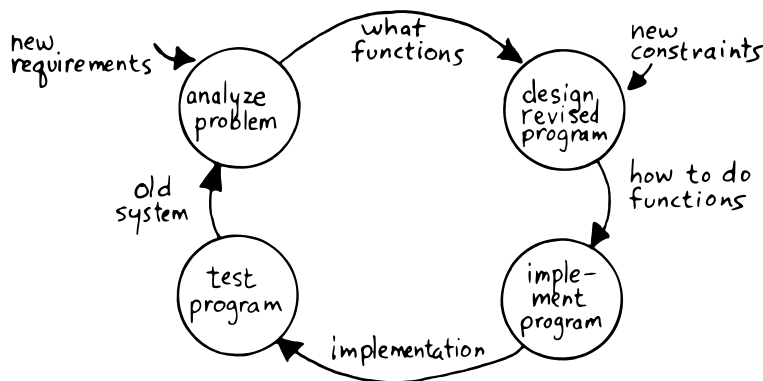 new
requirements
what
functions
new
constraints
analyze
problem
design
revised
program
how to do
functions
old
system
test
program
imple-
ment
program
implementation